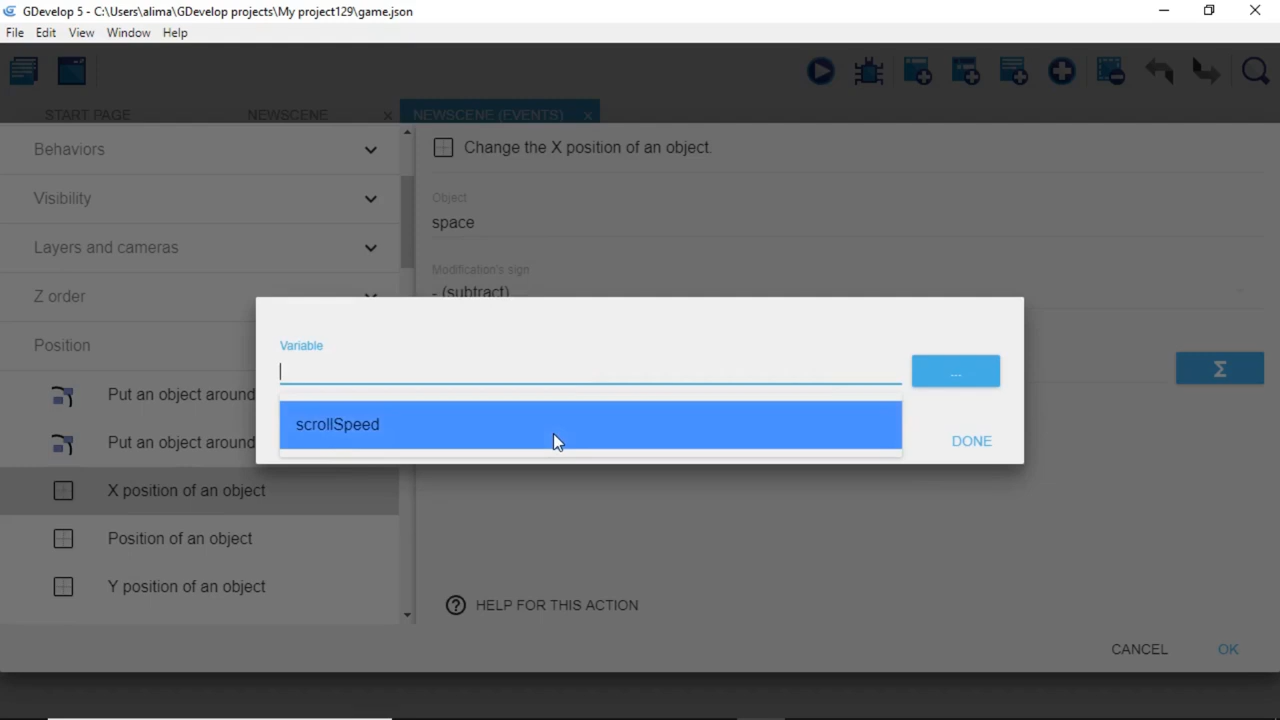 GDevelop 5 - C:\Users\alima\GDevelop projects\My project129\game.json
File Edit View Window Help
START PAGE NEWSCENE NEWSCENE (EVENTS)
Behaviors
Visibility
Layers and cameras
Z order
Position
Put an object around
Put an object around
X position of an object
Position of an object
Y position of an object
Change the X position of an object.
Object
space
Modification's sign
- (subtract)
Σ
Variable
...
scrollSpeed
DONE
HELP FOR THIS ACTION
CANCEL OK